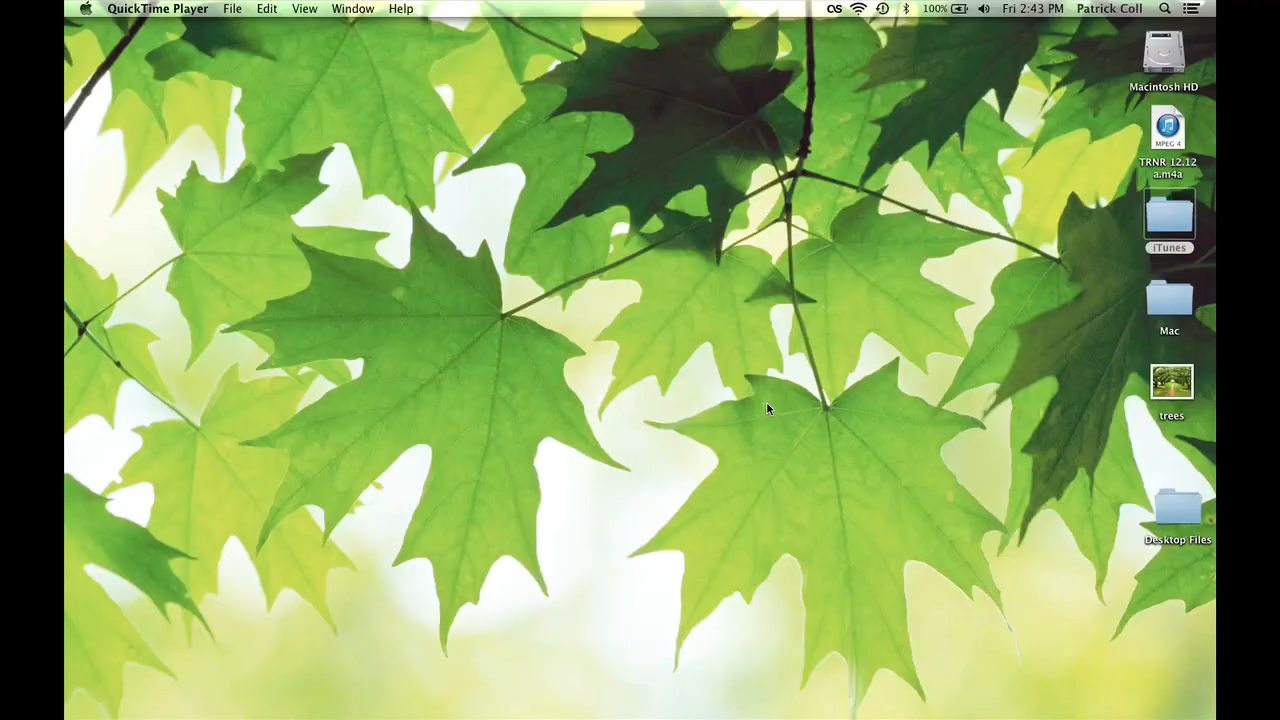 QuickTime Player File Edit View Window Help 100% Fri 2:43 PM Patrick Coll
Macintosh HD
MPEG 4
TRNR 12.12
a.m4a
iTunes
Mac
trees
Desktop Files